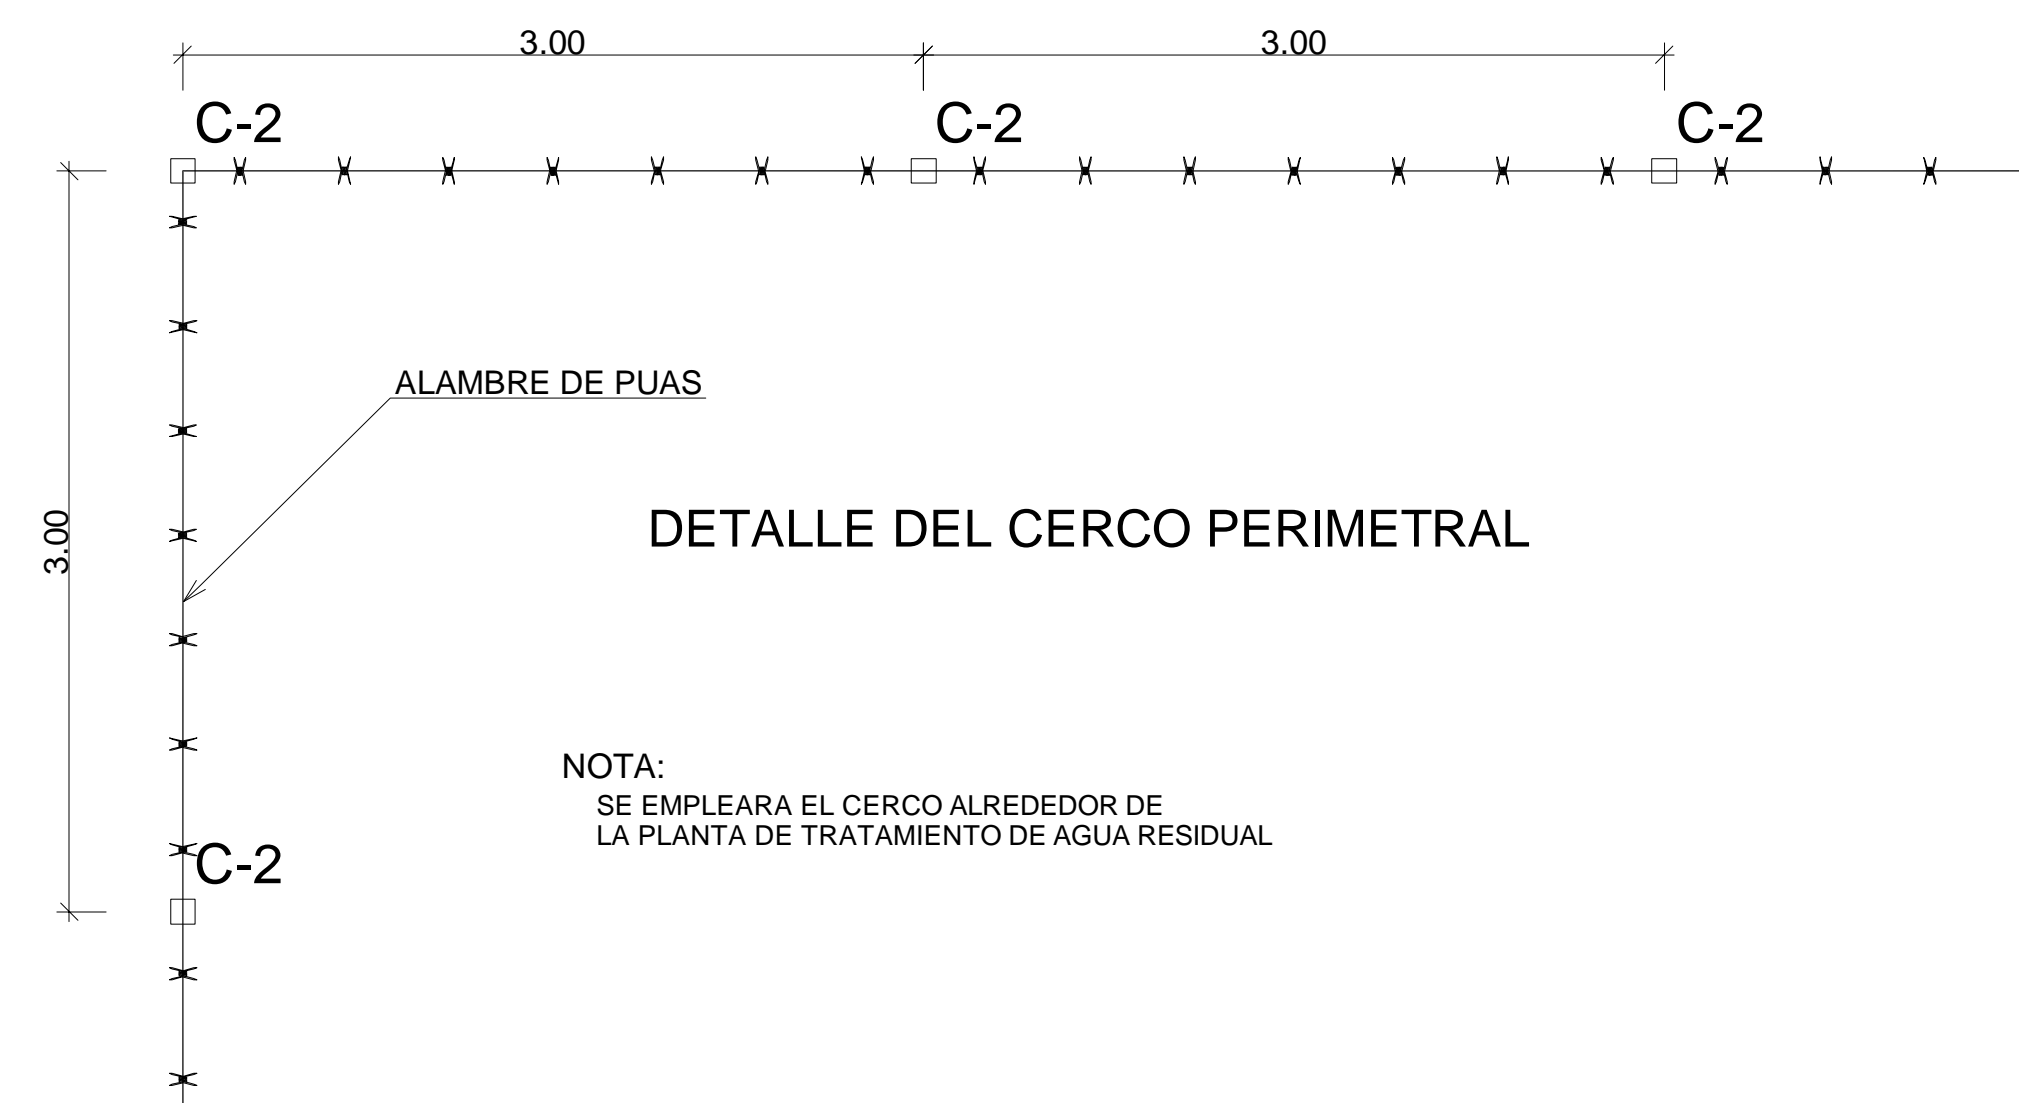 3.00
3.00
C-2
C-2
C-2
ALAMBRE DE PUAS
3.00
DETALLE DEL CERCO PERIMETRAL
NOTA:
SE EMPLEARA EL CERCO ALREDEDOR DE
LA PLANTA DE TRATAMIENTO DE AGUA RESIDUAL
C-2